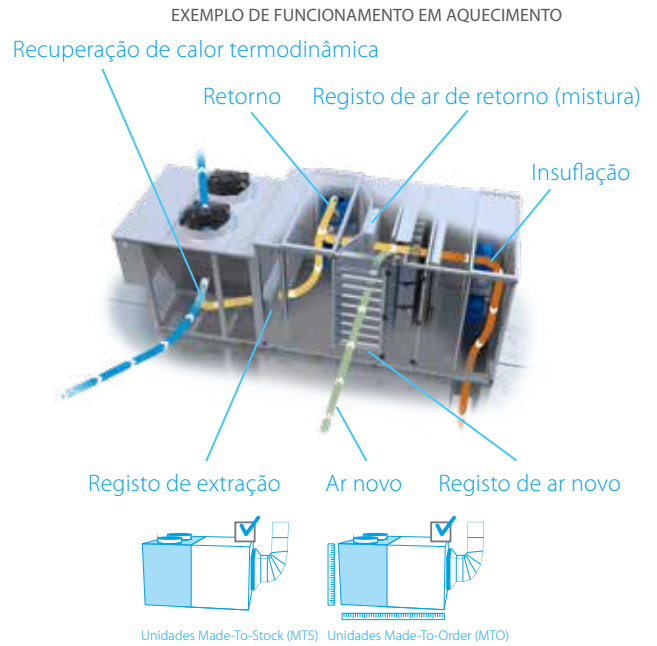 EXEMPLO DE FUNCIONAMENTO EM AQUECIMENTO
Recuperação de calor termodinâmica
Retorno
Registo de ar de retorno (mistura)
Insuflação
Registo de extração
Ar novo
Registo de ar novo
Unidades Made-To-Stock (MTS)
Unidades Made-To-Order (MTO)